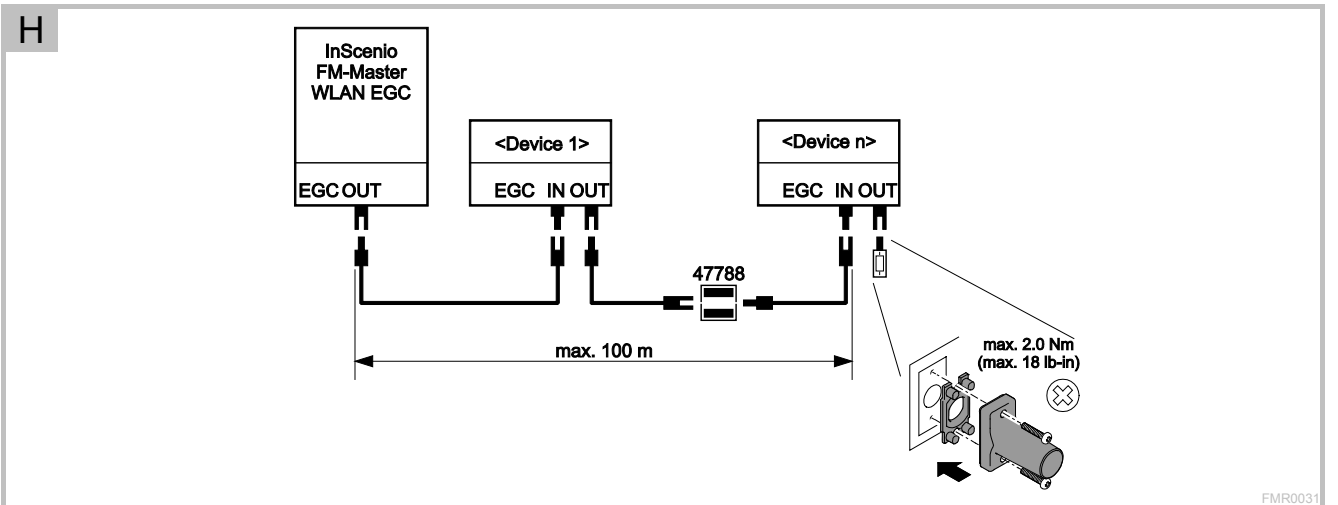 H
InScenio
FM-Master
WLAN EGC
EGC OUT
<Device 1>
EGC IN OUT
<Device n>
EGC IN OUT
47788
max. 100 m
max. 2.0 Nm
(max. 18 lb-in)
FMR0031